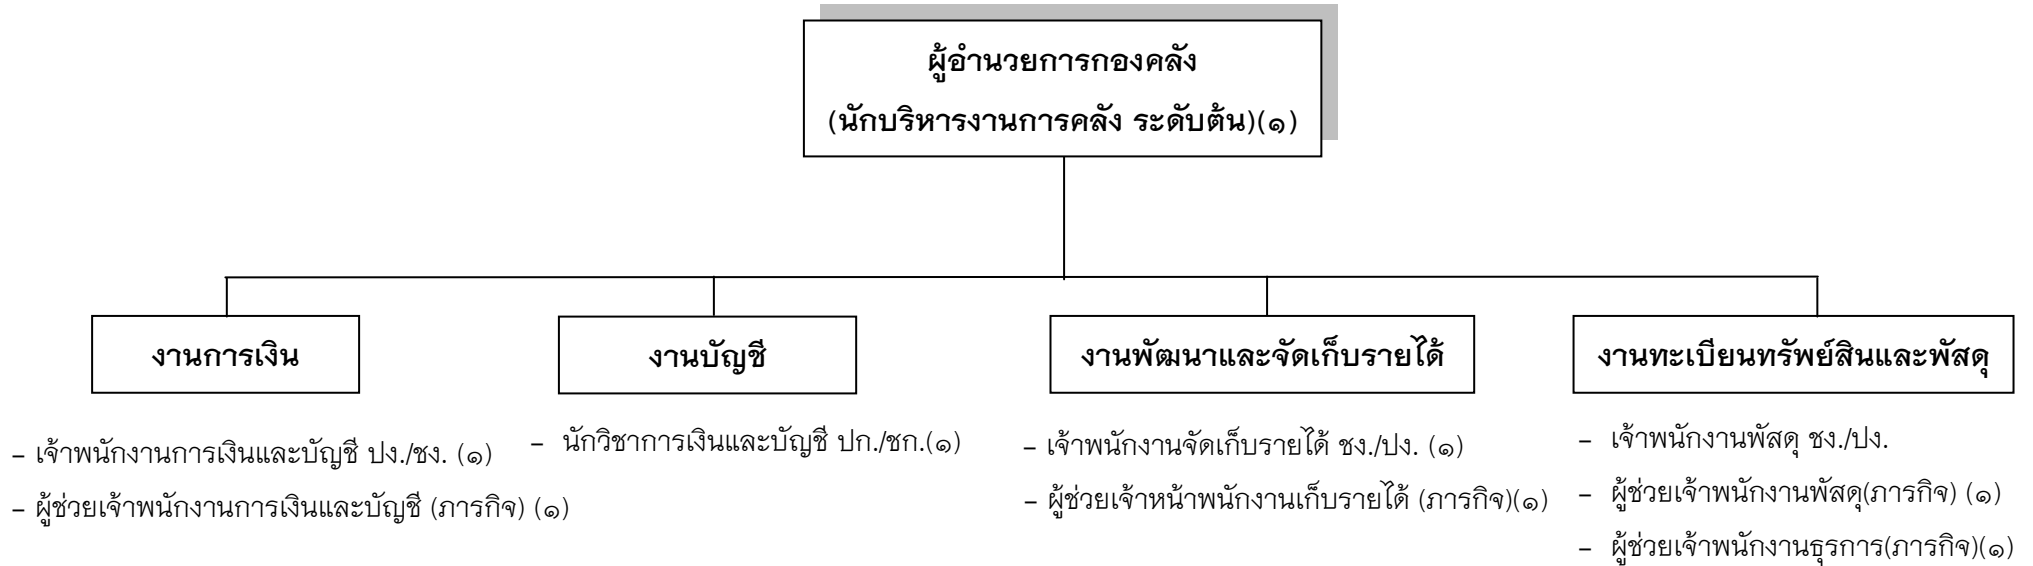 ผู้อำนวยการกองคลัง
(นักบริหารงานการคลัง ระดับต้น)(๑)
งานการเงิน
– เจ้าพนักงานการเงินและบัญชี ปง./ชง. (๑)
– ผู้ช่วยเจ้าพนักงานการเงินและบัญชี (ภารกิจ) (๑)
งานบัญชี
– นักวิชาการเงินและบัญชี ปก./ชก.(๑)
งานพัฒนาและจัดเก็บรายได้
– เจ้าพนักงานจัดเก็บรายได้ ชง./ปง. (๑)
– ผู้ช่วยเจ้าหน้าพนักงานเก็บรายได้ (ภารกิจ)(๑)
งานทะเบียนทรัพย์สินและพัสดุ
– เจ้าพนักงานพัสดุ ชง./ปง.
– ผู้ช่วยเจ้าพนักงานพัสดุ(ภารกิจ) (๑)
– ผู้ช่วยเจ้าพนักงานธุรการ(ภารกิจ)(๑)